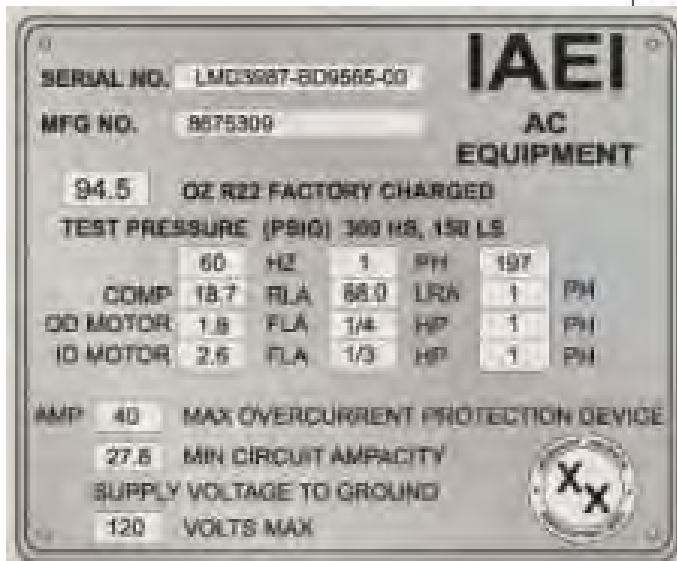 IAEI
SERIAL NO. LMD3987-BD9565-00
MFG NO. 8675309
AC
EQUIPMENT
94.5 OZ R22 FACTORY CHARGED
TEST PRESSURE (PSIG) 300 HS, 150 LS
60 HZ 1 PH 197
COMP 18.7 RLA 88.0 LRA 1 PH
OD MOTOR 1.8 FLA 1/4 HP 1 PH
ID MOTOR 2.6 FLA 1/3 HP 1 PH
AMP 40 MAX OVERCURRENT PROTECTION DEVICE
27.8 MIN CIRCUIT AMPACITY
SUPPLY VOLTAGE TO GROUND
120 VOLTS MAX
X X